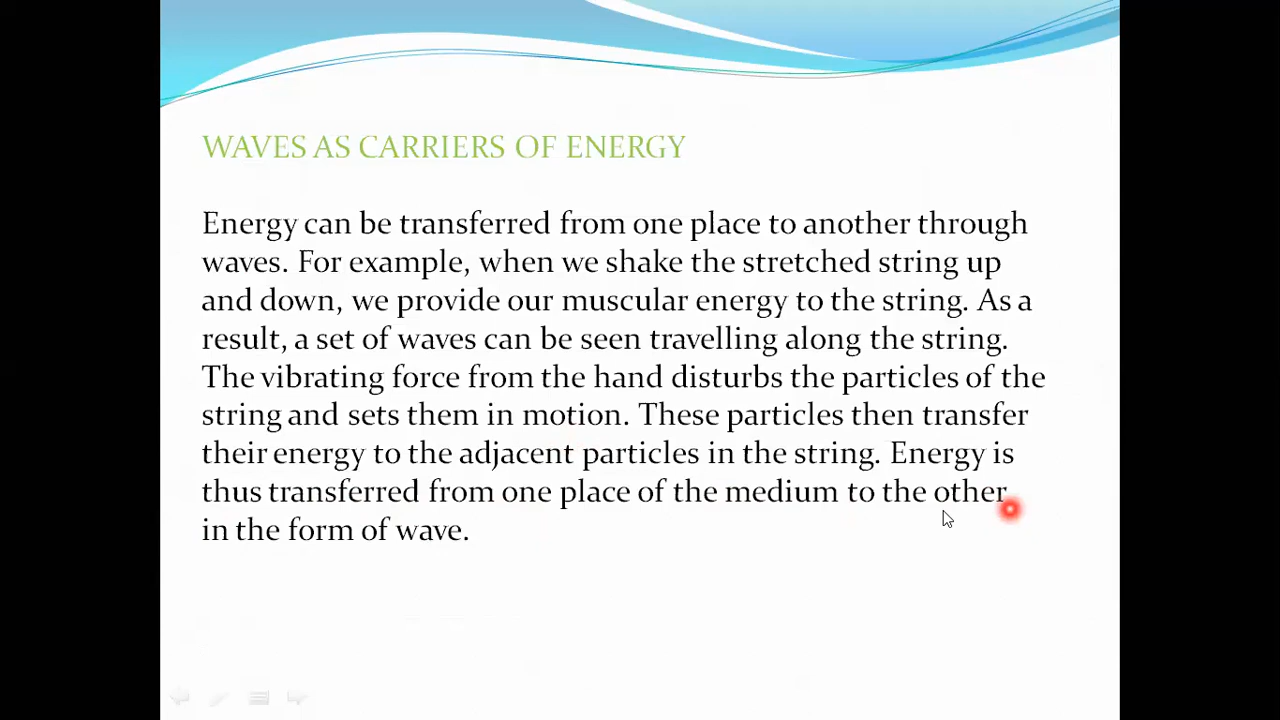 WAVES AS CARRIERS OF ENERGY
Energy can be transferred from one place to another through
waves. For example, when we shake the stretched string up
and down, we provide our muscular energy to the string. As a
result, a set of waves can be seen travelling along the string.
The vibrating force from the hand disturbs the particles of the
string and sets them in motion. These particles then transfer
their energy to the adjacent particles in the string. Energy is
thus transferred from one place of the medium to the other
in the form of wave.